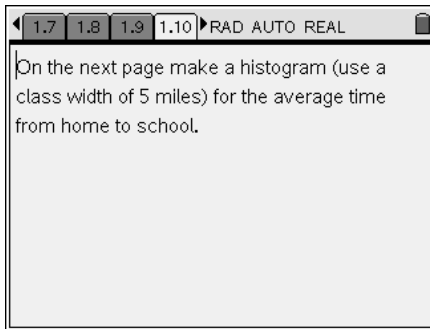 1.7 1.8 1.9 1.10 RAD AUTO REAL
On the next page make a histogram (use a
class width of 5 miles) for the average time
from home to school.